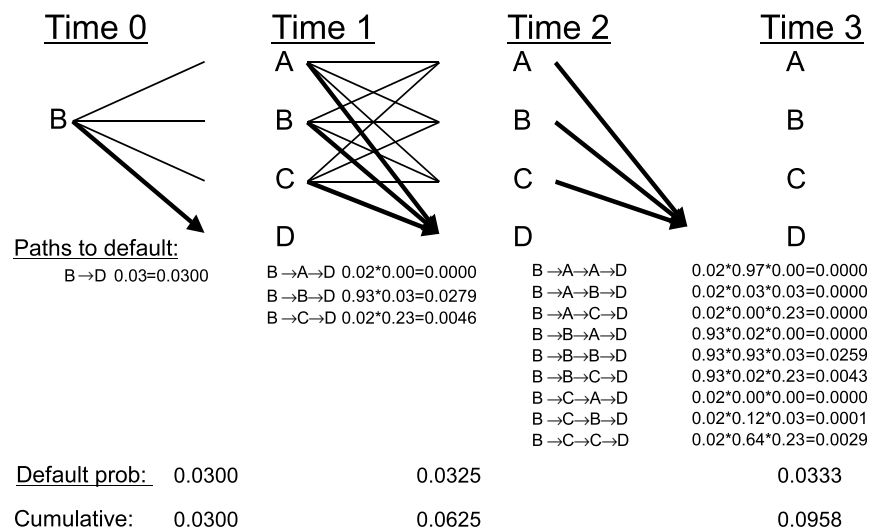 Time 0 Time 1 Time 2 Time 3
A A A
B B B B
C C C
D D D
Paths to default:
B→D 0.03=0.0300
B→A→D 0.02*0.00=0.0000
B→B→D 0.93*0.03=0.0279
B→C→D 0.02*0.23=0.0046
B→A→A→D 0.02*0.97*0.00=0.0000
B→A→B→D 0.02*0.03*0.03=0.0000
B→A→C→D 0.02*0.00*0.23=0.0000
B→B→A→D 0.93*0.02*0.00=0.0000
B→B→B→D 0.93*0.93*0.03=0.0259
B→B→C→D 0.93*0.02*0.23=0.0043
B→C→A→D 0.02*0.00*0.00=0.0000
B→C→B→D 0.02*0.12*0.03=0.0001
B→C→C→D 0.02*0.64*0.23=0.0029
Default prob: 0.0300 0.0325 0.0333
Cumulative: 0.0300 0.0625 0.0958